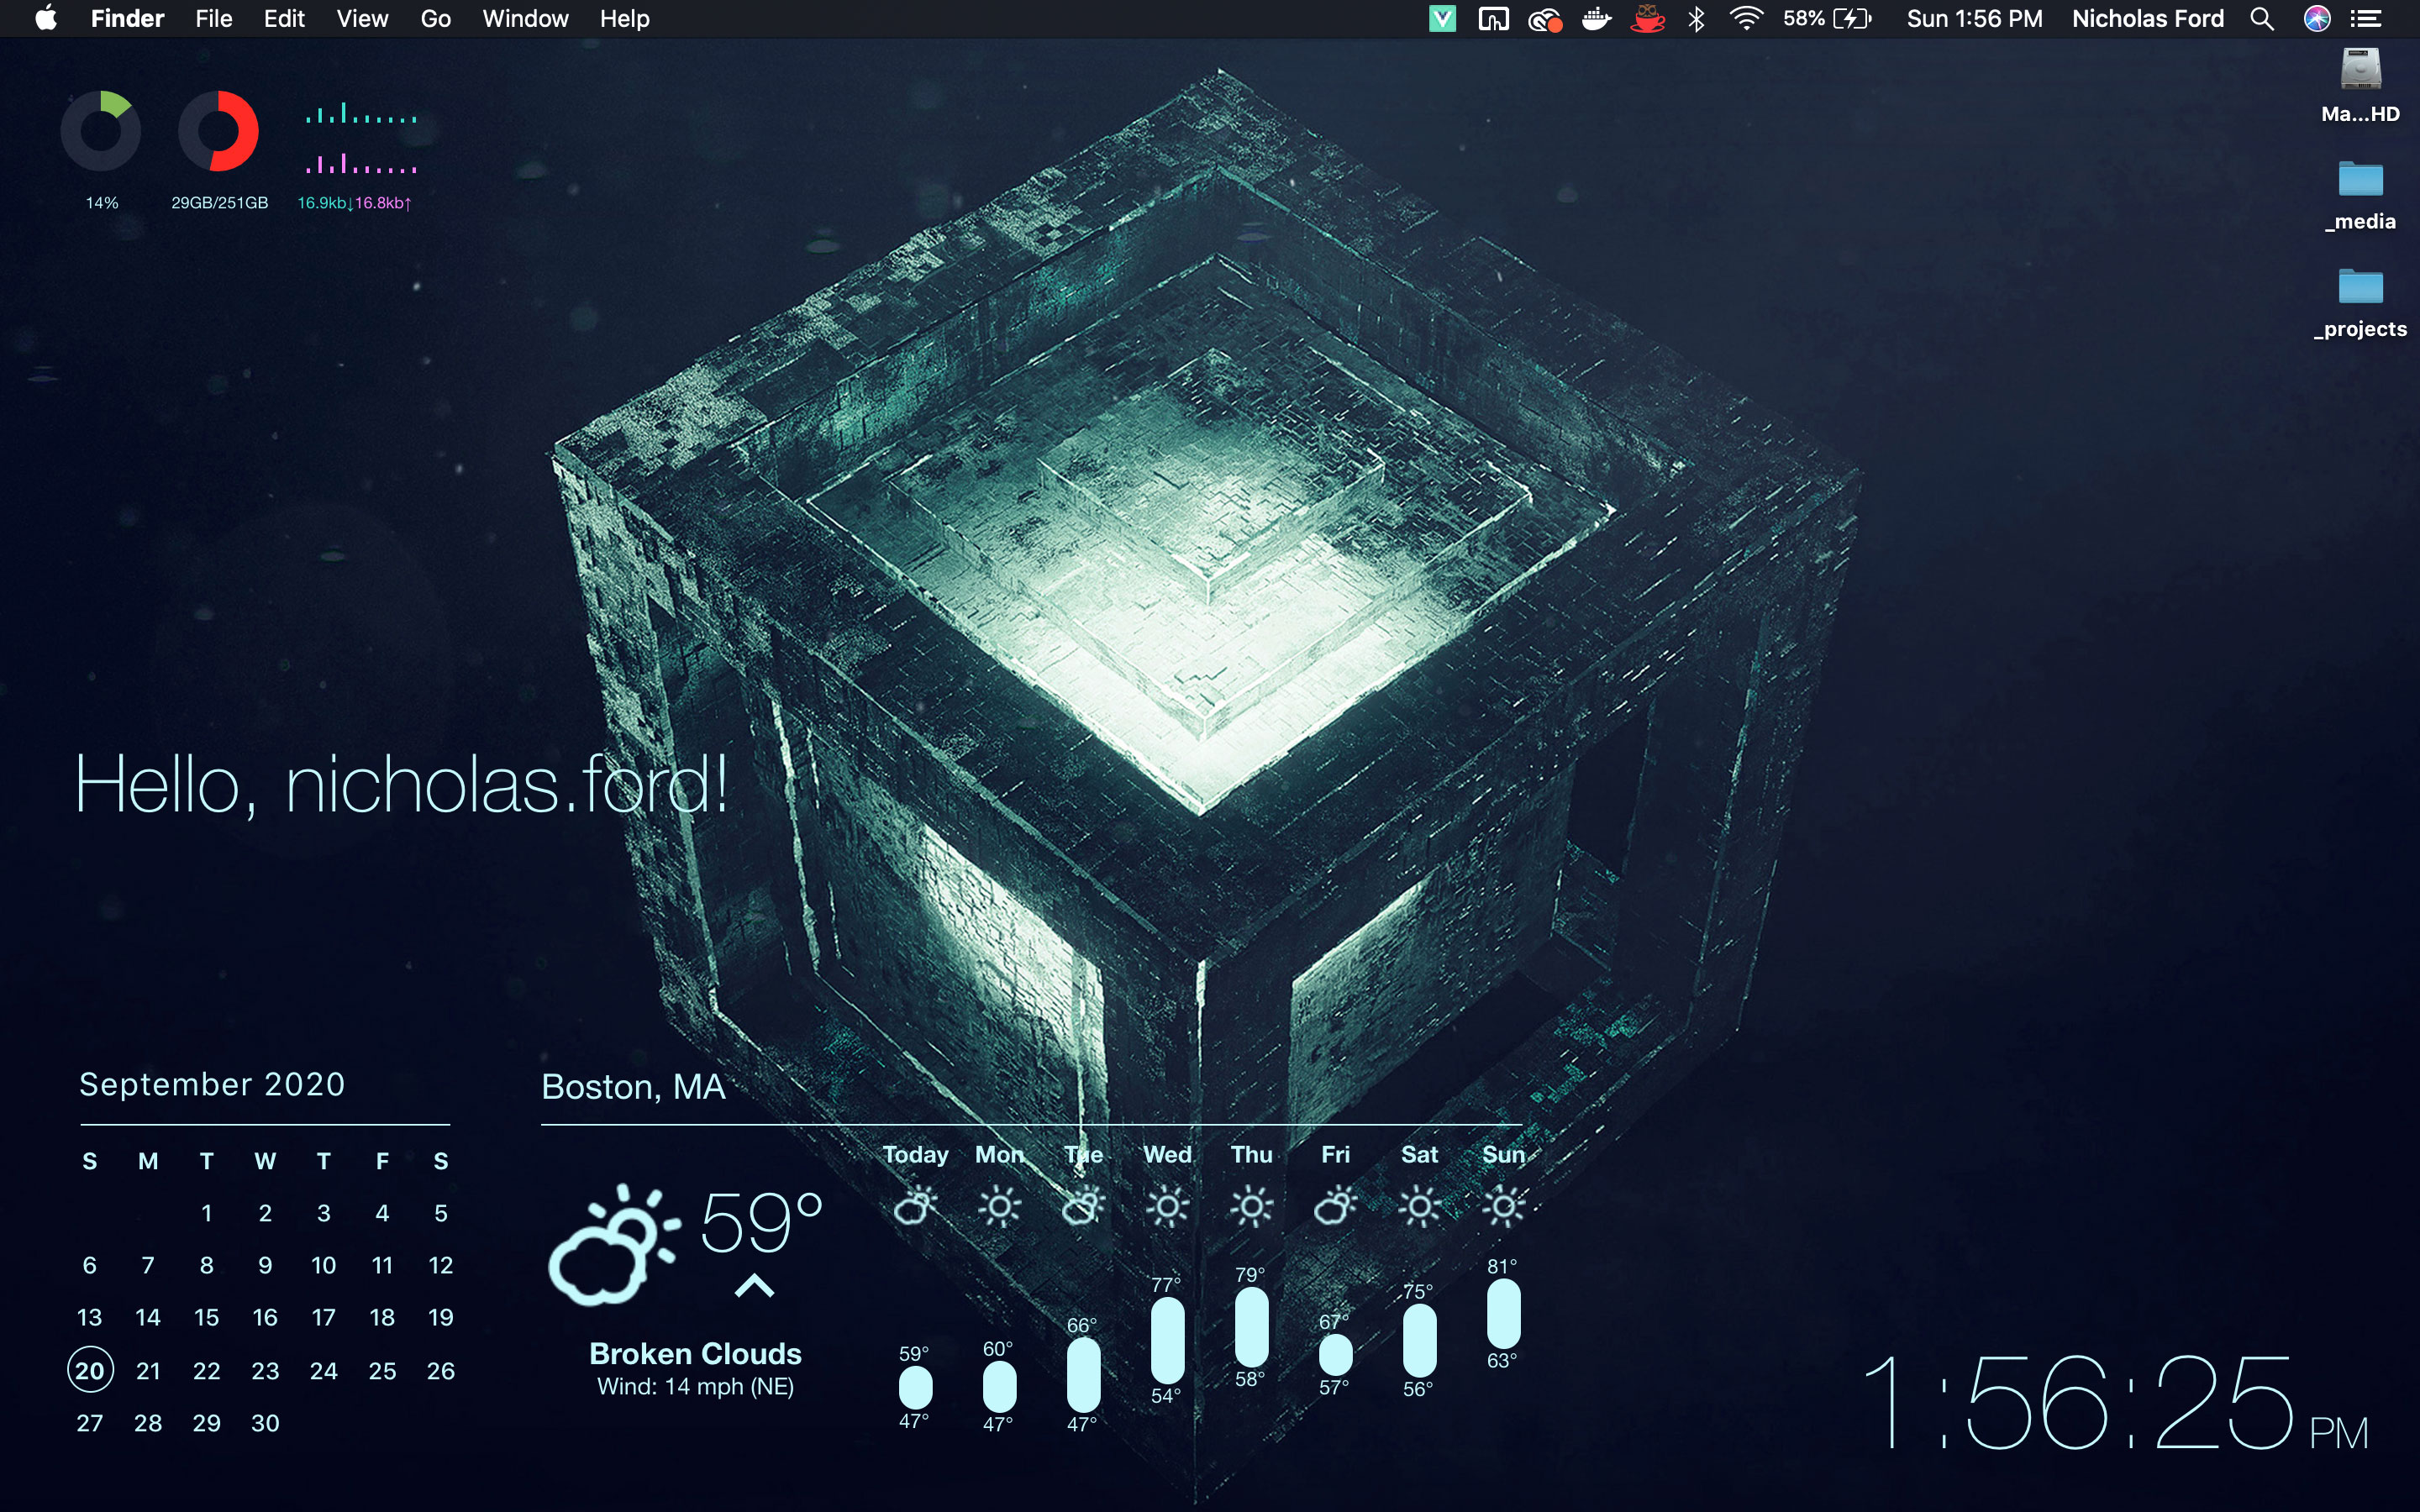 Finder File Edit View Go Window Help 58% Sun 1:56 PM Nicholas Ford
Ma...HD
_media
_projects
14% 29GB/251GB 16.9kb↓16.8kb↑
Hello, nicholas.ford!
September 2020
S M T W T F S
1 2 3 4 5
6 7 8 9 10 11 12
13 14 15 16 17 18 19
20 21 22 23 24 25 26
27 28 29 30
Boston, MA
59°
Broken Clouds
Wind: 14 mph (NE)
Today Mon Tue Wed Thu Fri Sat Sun
59° 60° 66° 77° 79° 67° 75° 81°
47° 47° 47° 54° 58° 57° 56° 63°
1:56:25 PM